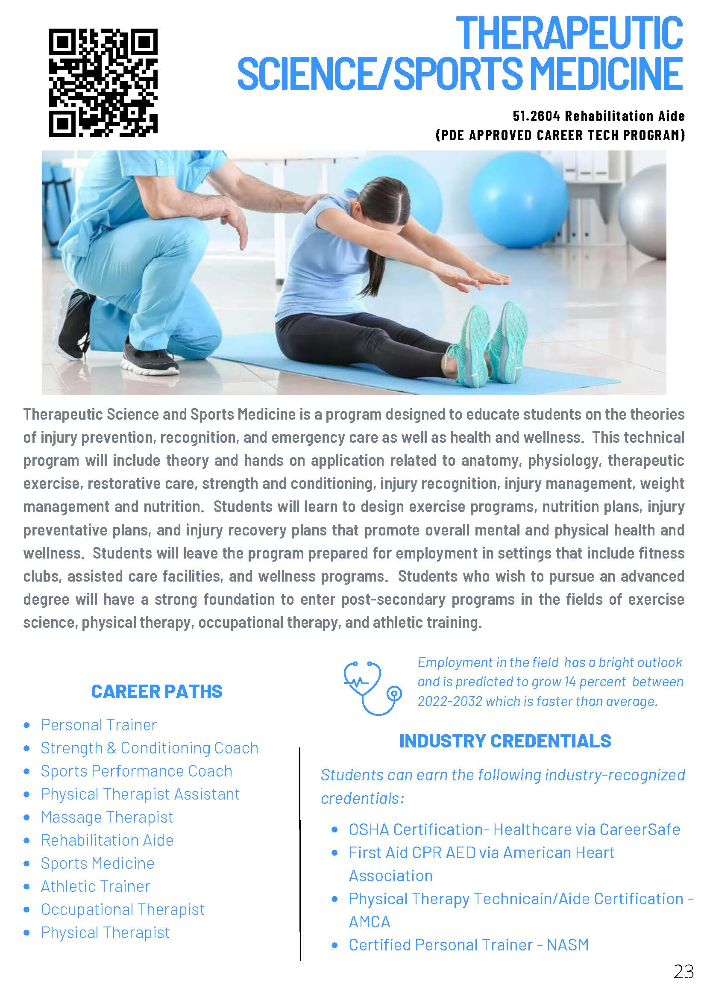 THERAPEUTIC
SCIENCE/SPORTS MEDICINE
51.2604 Rehabilitation Aide
(PDE APPROVED CAREER TECH PROGRAM)
Therapeutic Science and Sports Medicine is a program designed to educate students on the theories
of injury prevention, recognition, and emergency care as well as health and wellness. This technical
program will include theory and hands on application related to anatomy, physiology, therapeutic
exercise, restorative care, strength and conditioning, injury recognition, injury management, weight
management and nutrition. Students will learn to design exercise programs, nutrition plans, injury
preventative plans, and injury recovery plans that promote overall mental and physical health and
wellness. Students will leave the program prepared for employment in settings that include fitness
clubs, assisted care facilities, and wellness programs. Students who wish to pursue an advanced
degree will have a strong foundation to enter post-secondary programs in the fields of exercise
science, physical therapy, occupational therapy, and athletic training.
CAREER PATHS
• Personal Trainer
• Strength & Conditioning Coach
• Sports Performance Coach
• Physical Therapist Assistant
• Massage Therapist
• Rehabilitation Aide
• Sports Medicine
• Athletic Trainer
• Occupational Therapist
• Physical Therapist
Employment in the field has a bright outlook
and is predicted to grow 14 percent between
2022-2032 which is faster than average.
INDUSTRY CREDENTIALS
Students can earn the following industry-recognized
credentials:
• OSHA Certification- Healthcare via CareerSafe
• First Aid CPR AED via American Heart
Association
• Physical Therapy Technicain/Aide Certification -
AMCA
• Certified Personal Trainer - NASM
23